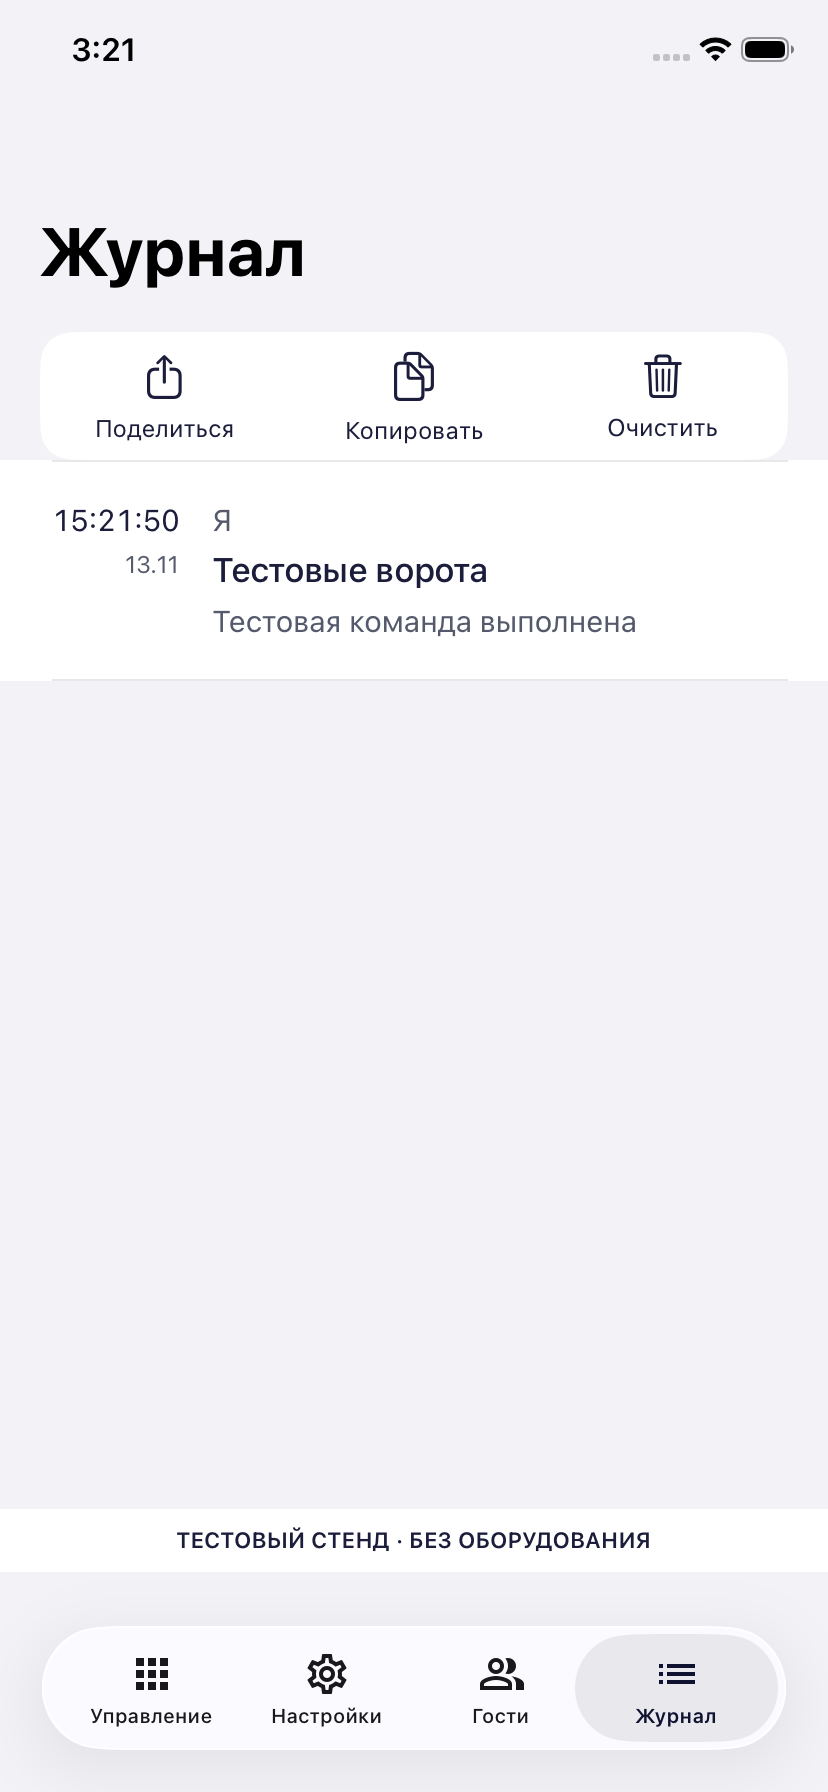 3:21
Журнал
Поделиться
Копировать
Очистить
15:21:50 Я
13.11 Тестовые ворота
Тестовая команда выполнена
ТЕСТОВЫЙ СТЕНД · БЕЗ ОБОРУДОВАНИЯ
Управление
Настройки
Гости
Журнал